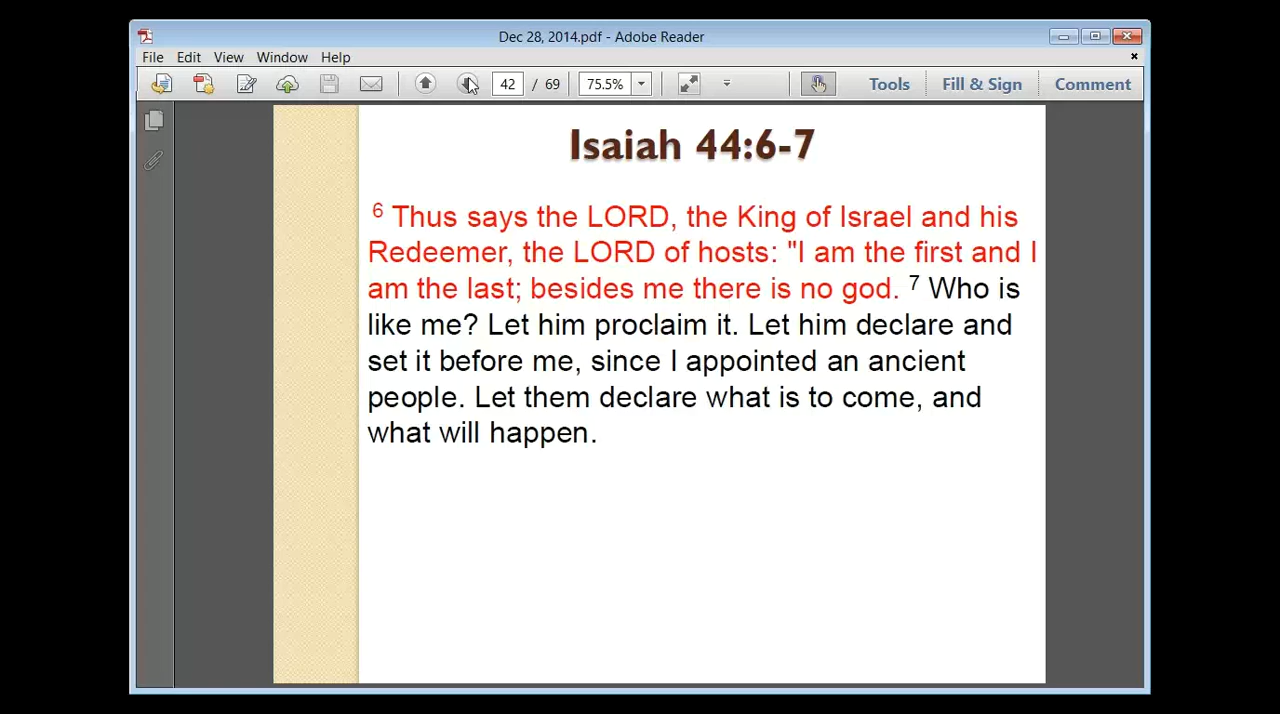 Dec 28, 2014.pdf - Adobe Reader
File Edit View Window Help
42 / 69 75.5% Tools Fill & Sign Comment
Isaiah 44:6-7
6 Thus says the LORD, the King of Israel and his
Redeemer, the LORD of hosts: "I am the first and I
am the last; besides me there is no god. 7 Who is
like me? Let him proclaim it. Let him declare and
set it before me, since I appointed an ancient
people. Let them declare what is to come, and
what will happen.